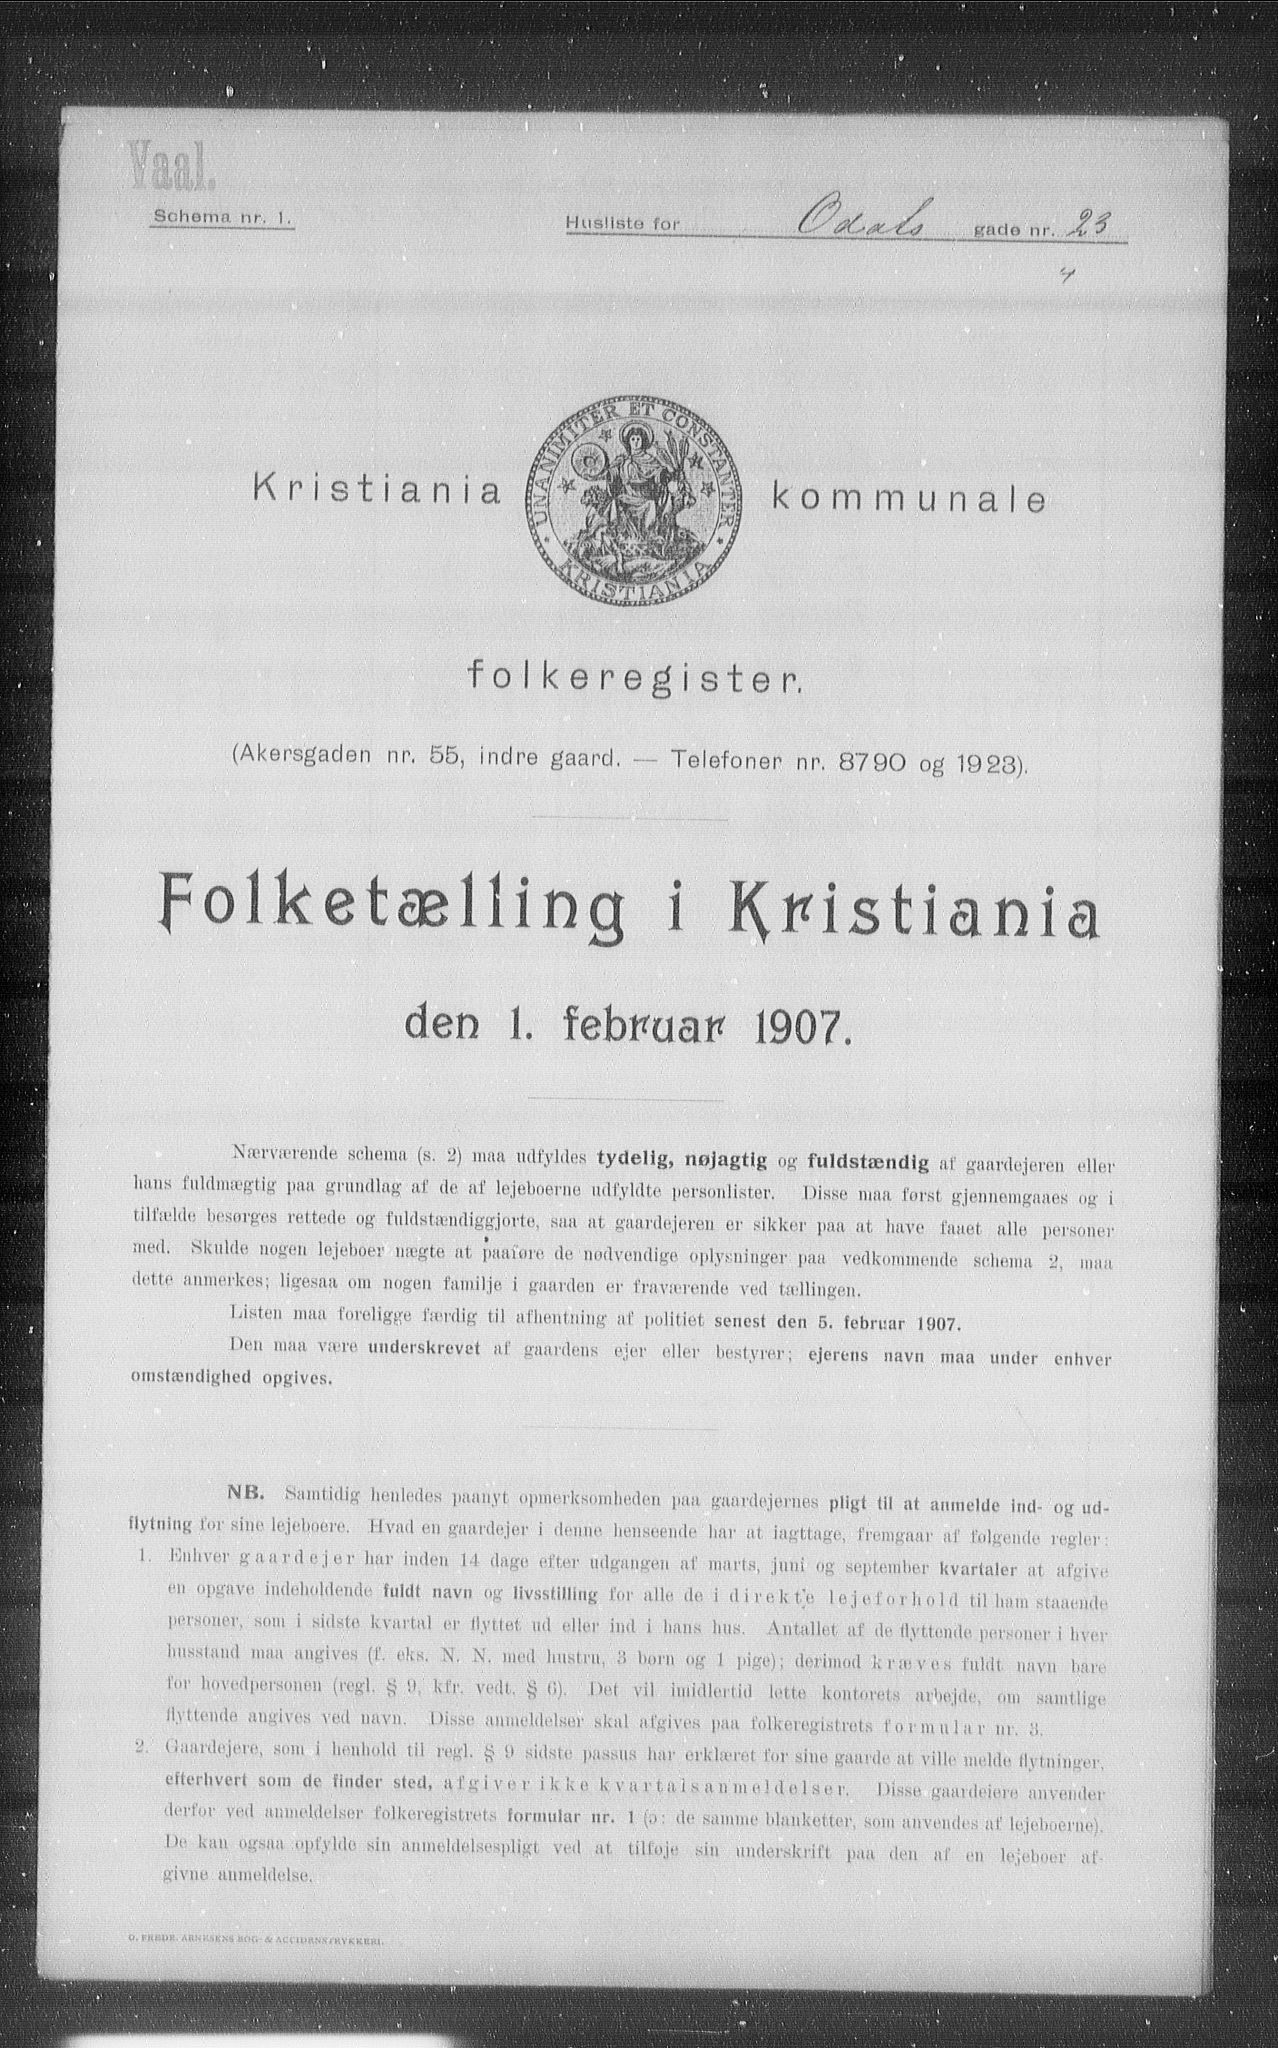 Vaal.
Schema nr. 1.
Husliste for Odals gade nr. 23
4
UNANIMITER ET CONSTANTER
KRISTIANIA
Kristiania kommunale
folkeregister.
(Akersgaden nr. 55, indre gaard. — Telefoner nr. 8790 og 1923).
Folketælling i Kristiania
den 1. februar 1907.
Nærværende schema (s. 2) maa udfyldes tydelig, nøjagtig og fuldstændig af gaardejeren eller
hans fuldmægtig paa grundlag af de af lejeboerne udfyldte personlister. Disse maa først gjennemgaaes og i
tilfælde besørges rettede og fuldstændiggjorte, saa at gaardejeren er sikker paa at have faaet alle personer
med. Skulde nogen lejeboer nægte at paaføre de nødvendige oplysninger paa vedkommende schema 2, maa
dette anmerkes; ligesaa om nogen familje i gaarden er fraværende ved tællingen.
Listen maa foreligge færdig til afhentning af politiet senest den 5. februar 1907.
Den maa være underskrevet af gaardens ejer eller bestyrer; ejerens navn maa under enhver
omstændighed opgives.
NB. Samtidig henledes paanyt opmerksomheden paa gaardejernes pligt til at anmelde ind- og ud-
flytning for sine lejeboere. Hvad en gaardejer i denne henseende har at iagttage, fremgaar af følgende regler:
1. Enhver gaardejer har inden 14 dage efter udgangen af marts, juni og september kvartaler at afgive
en opgave indeholdende fuldt navn og livsstilling for alle de i direkte lejeforhold til ham staaende
personer, som i sidste kvartal er flyttet ud eller ind i hans hus. Antallet af de flyttende personer i hver
husstand maa angives (f. eks. N. N. med hustru, 3 børn og 1 pige); derimod kræves fuldt navn bare
for hovedpersonen (regl. § 9, kfr. vedt. § 6). Det vil imidlertid lette kontorets arbejde, om samtlige
flyttende angives ved navn. Disse anmeldelser skal afgives paa folkeregistrets formular nr. 3.
2. Gaardejere, som i henhold til regl. § 9 sidste passus har erklæret for sine gaarde at ville melde flytninger,
efterhvert som de finder sted, afgiver ikke kvartalsanmeldelser. Disse gaardeiere anvender
derfor ved anmeldelser folkeregistrets formular nr. 1 (ɔ: de samme blanketter, som anvendes af lejeboerne).
De kan ogsaa opfylde sin anmeldelsespligt ved at tilføje sin underskrift paa den af en lejeboer af-
givne anmeldelse.
O. FREDR. ARNESENS BOG- & ACCIDENSTRYKKERI.